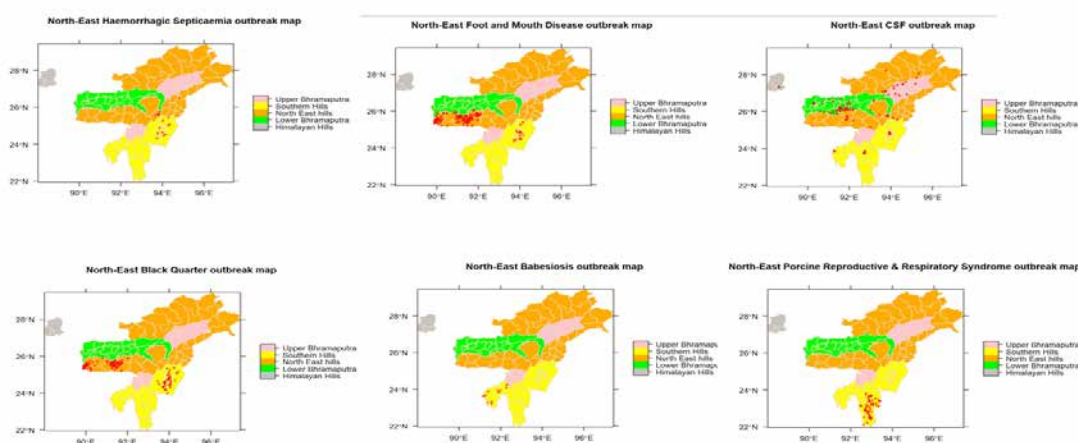 North-East Haemorrhagic Septicaemia outbreak map
28°N
26°N
24°N
22°N
90°E 92°E 94°E 96°E
Upper Bhramaputra
Southern Hills
North East hills
Lower Bhramaputra
Himalayan Hills
North-East Foot and Mouth Disease outbreak map
28°N
26°N
24°N
22°N
90°E 92°E 94°E 96°E
Upper Bhramaputra
Southern Hills
North East hills
Lower Bhramaputra
Himalayan Hills
North-East CSF outbreak map
28°N
26°N
24°N
22°N
90°E 92°E 94°E 96°E
Upper Bhramaputra
Southern Hills
North East hills
Lower Bhramaputra
Himalayan Hills
North-East Black Quarter outbreak map
28°N
26°N
24°N
22°N
90°E 92°E 94°E 96°E
Upper Bhramaputra
Southern Hills
North East hills
Lower Bhramaputra
Himalayan Hills
North-East Babesiosis outbreak map
28°N
26°N
24°N
22°N
90°E 92°E 94°E 96°E
Upper Bhramapu
Southern Hills
North East hills
Lower Bhramapu
Himalayan Hills
North-East Porcine Reproductive & Respiratory Syndrome outbreak map
28°N
26°N
24°N
22°N
90°E 92°E 94°E 96°E
Upper Bhramaputra
Southern Hills
North East hills
Lower Bhramaputra
Himalayan Hills